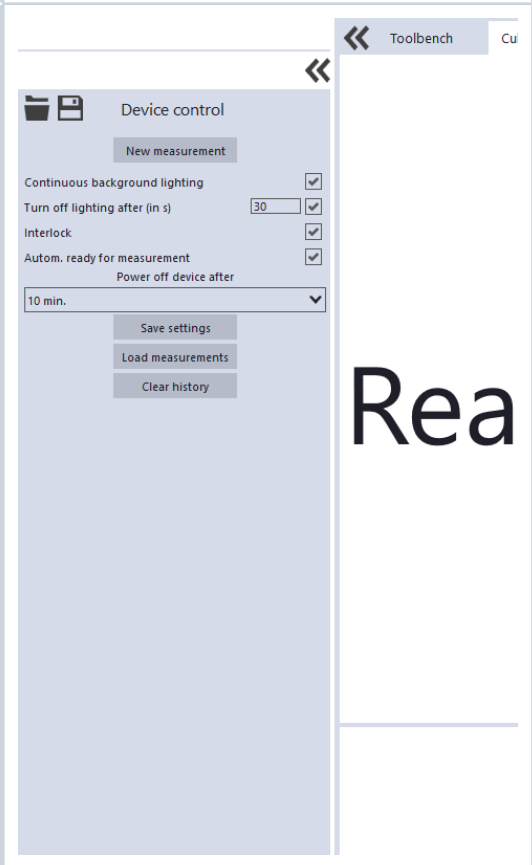 Toolbench
Device control
New measurement
Continuous background lighting
Turn off lighting after (in s) 30
Interlock
Autom. ready for measurement
Power off device after
10 min.
Save settings
Load measurements
Clear history
Rea